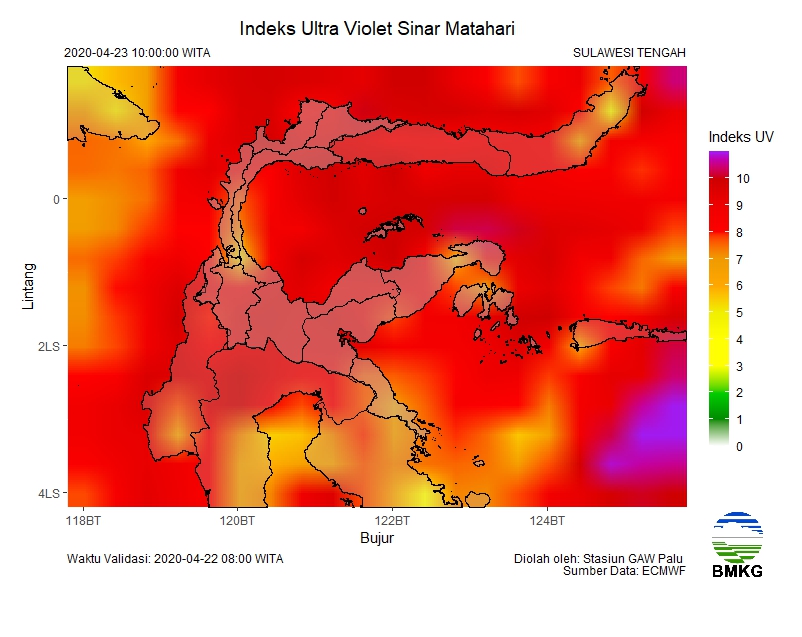 Indeks Ultra Violet Sinar Matahari
2020-04-23 10:00:00 WITA
SULAWESI TENGAH
Indeks UV
10
9
8
7
6
5
4
3
2
1
0
Lintang
0
2LS
4LS
118BT
120BT
122BT
124BT
Bujur
Waktu Validasi: 2020-04-22 08:00 WITA
Diolah oleh: Stasiun GAW Palu
Sumber Data: ECMWF
BMKG